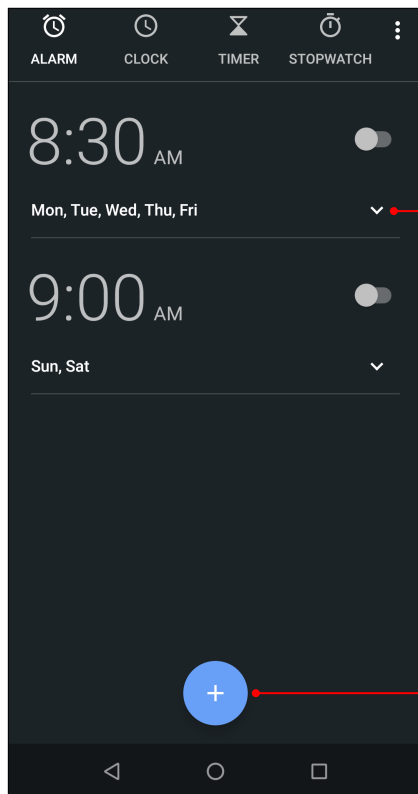 ALARM CLOCK TIMER STOPWATCH
8:30 AM
Mon, Tue, Wed, Thu, Fri
9:00 AM
Sun, Sat
+